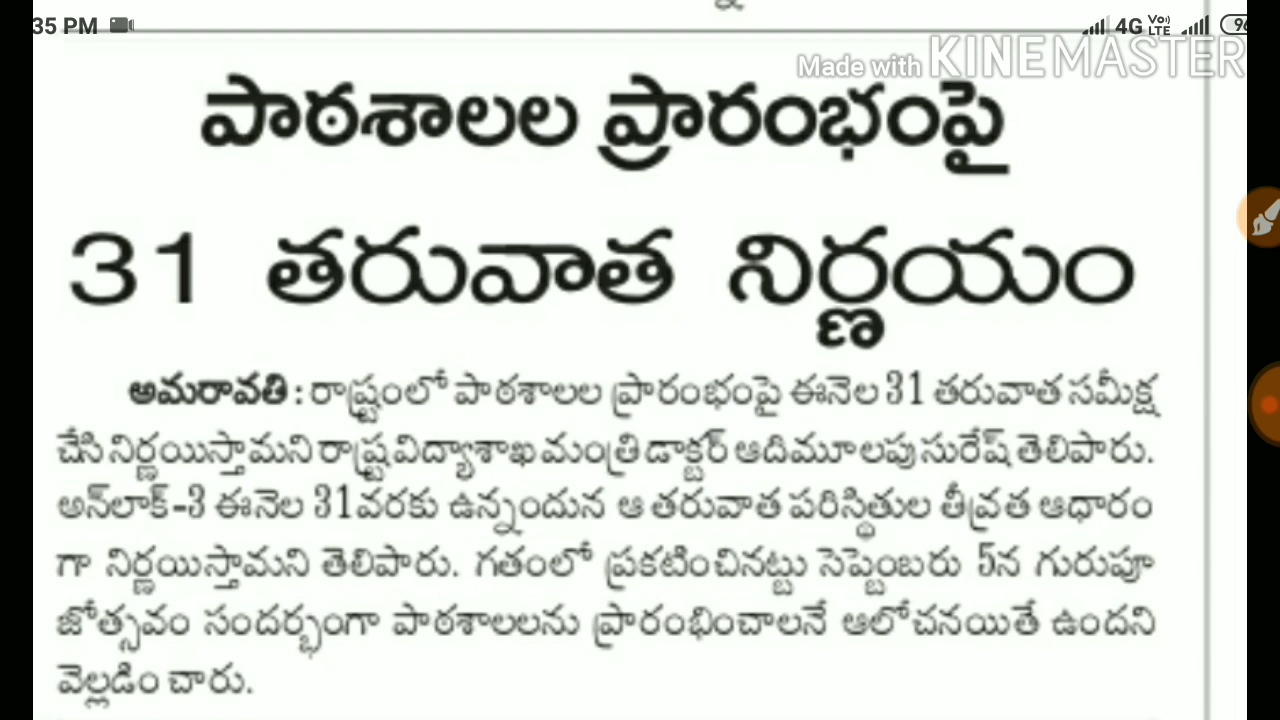 35 PM
4G Vo) LTE
Made with KINEMASTER
పాఠశాలల ప్రారంభంపై
31 తరువాత నిర్ణయం
అమరావతి : రాష్ట్రంలో పాఠశాలల ప్రారంభంపై ఈనెల 31 తరువాత సమీక్ష
చేసి నిర్ణయిస్తామని రాష్ట్ర విద్యాశాఖ మంత్రి డాక్టర్ ఆదిమూలపు సురేష్ తెలిపారు.
అన్‌లాక్-3 ఈనెల 31వరకు ఉన్నందున ఆ తరువాత పరిస్థితుల తీవ్రత ఆధారం
గా నిర్ణయిస్తామని తెలిపారు. గతంలో ప్రకటించినట్టు సెప్టెంబరు 5న గురుపూ
జోత్సవం సందర్భంగా పాఠశాలలను ప్రారంభించాలనే ఆలోచనయితే ఉందని
వెల్లడిం చారు.